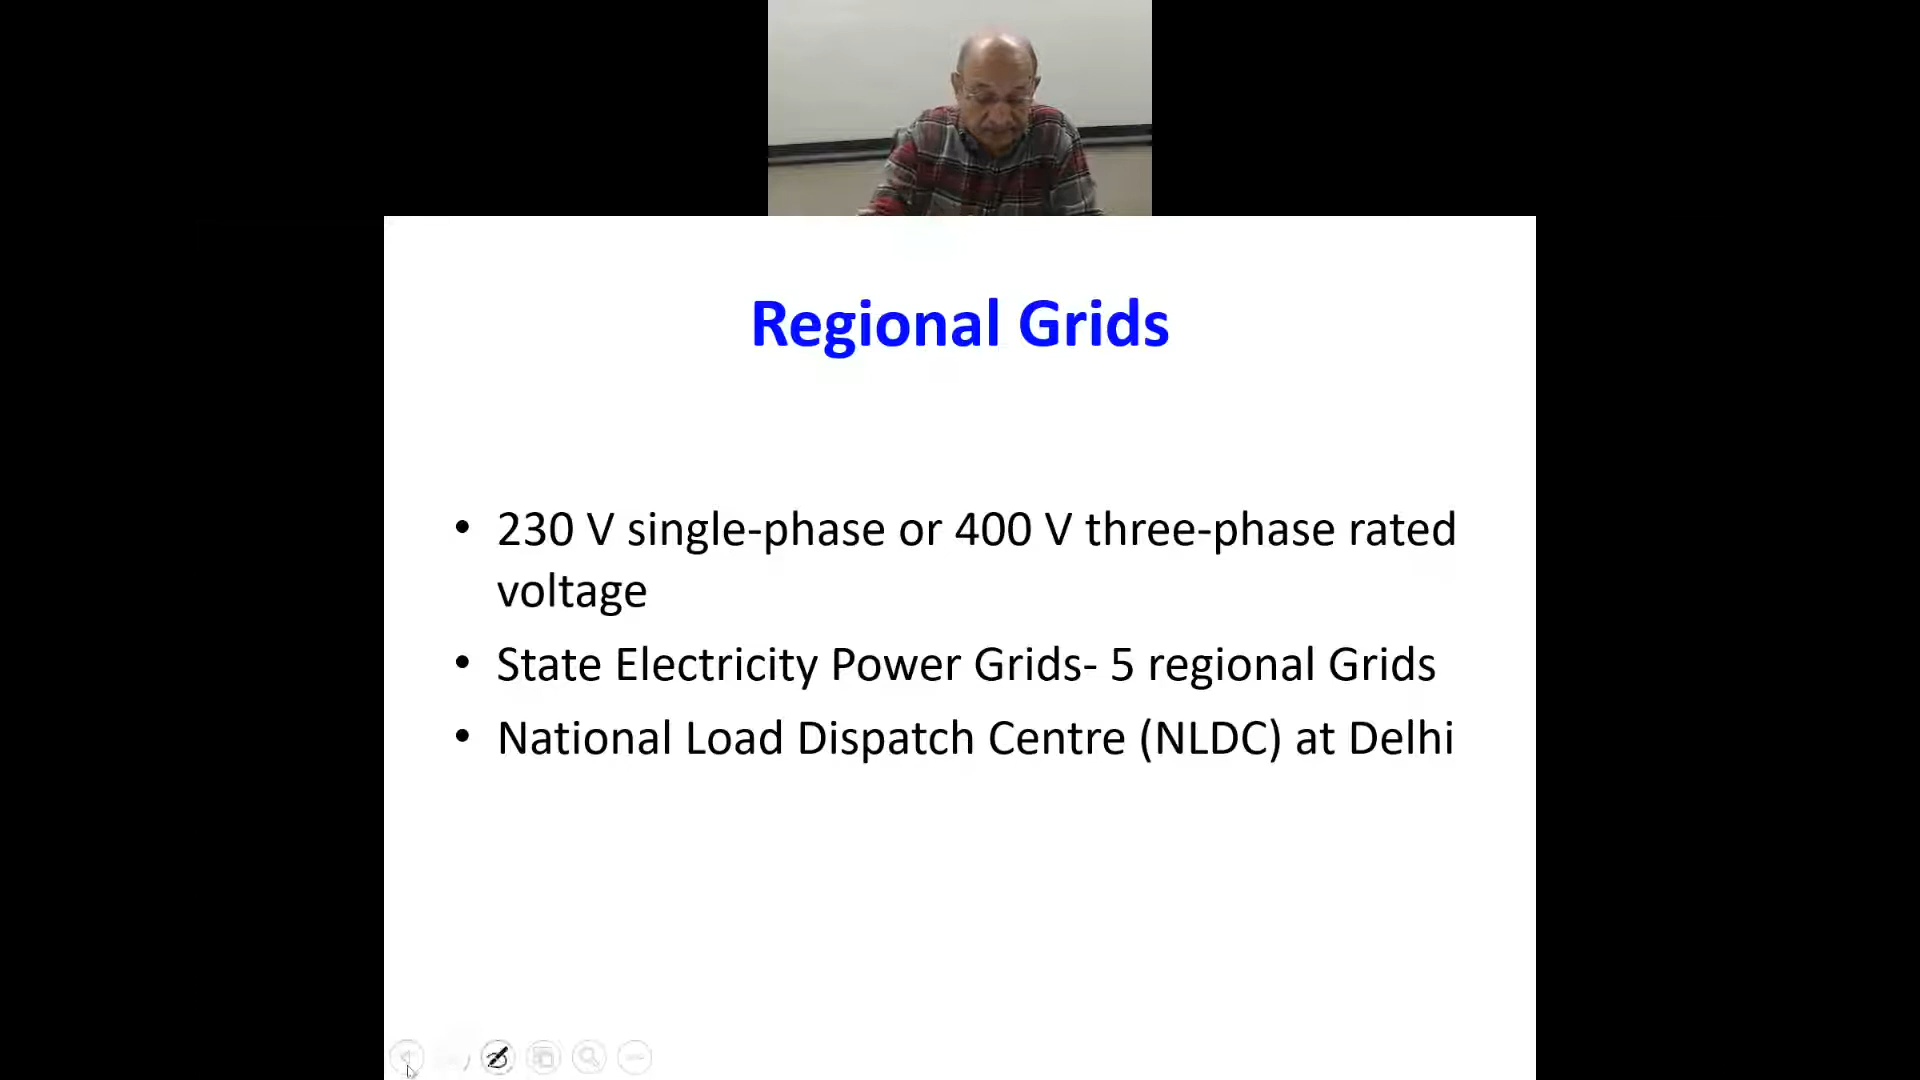 Regional Grids
• 230 V single-phase or 400 V three-phase rated
voltage
• State Electricity Power Grids- 5 regional Grids
• National Load Dispatch Centre (NLDC) at Delhi